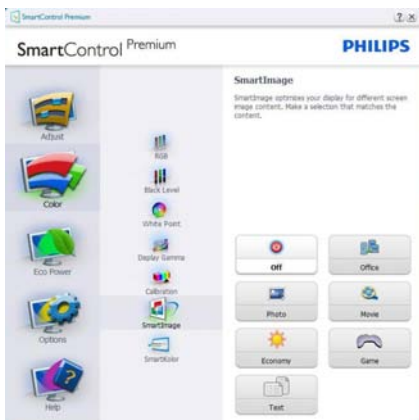 SmartControl Premium
SmartControl Premium
PHILIPS
Adjust
Color
Eco Power
Options
Help
RGB
Black Level
White Point
Display Gamma
Calibration
SmartImage
SmartKolor
SmartImage
SmartImage optimizes your display for different screen
image content. Make a selection that matches the
content.
Off
Office
Photo
Movie
Economy
Game
Text